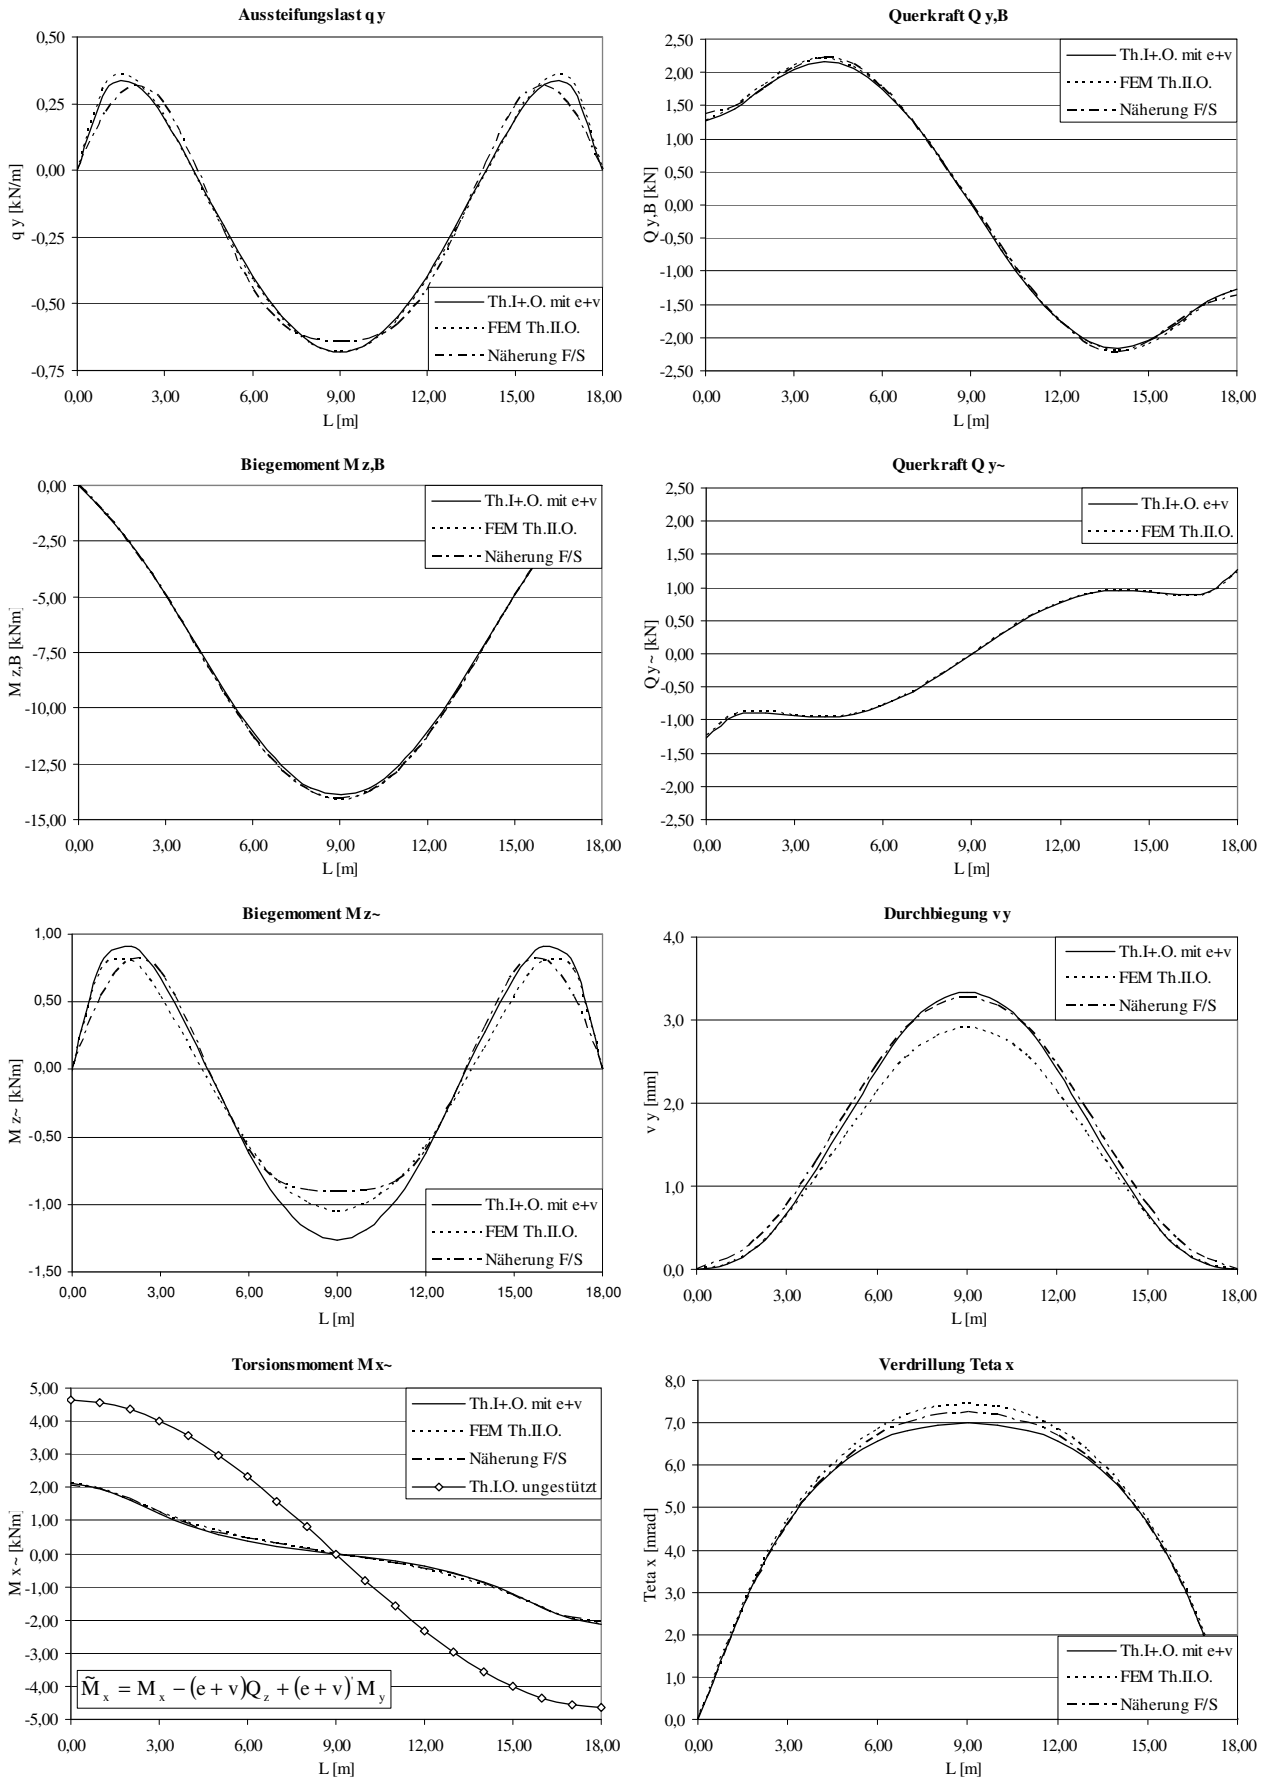 Aussteifungslast q y
0,50
0,25
0,00
-0,25
-0,50
-0,75
q y [kN/m]
0,00 3,00 6,00 9,00 12,00 15,00 18,00
L [m]
Th.I+.O. mit e+v
FEM Th.II.O.
Näherung F/S
Querkraft Q y,B
2,50
2,00
1,50
1,00
0,50
0,00
-0,50
-1,00
-1,50
-2,00
-2,50
Q y,B [kN]
0,00 3,00 6,00 9,00 12,00 15,00 18,00
L [m]
Th.I+.O. mit e+v
FEM Th.II.O.
Näherung F/S
Biegemoment M z,B
0,00
-2,50
-5,00
-7,50
-10,00
-12,50
-15,00
M z,B [kNm]
0,00 3,00 6,00 9,00 12,00 15,00 18,00
L [m]
Th.I+.O. mit e+v
FEM Th.II.O.
Näherung F/S
Querkraft Q y~
2,50
2,00
1,50
1,00
0,50
0,00
-0,50
-1,00
-1,50
-2,00
-2,50
Q y~ [kN]
0,00 3,00 6,00 9,00 12,00 15,00 18,00
L [m]
Th.I+.O. mit e+v
FEM Th.II.O.
Biegemoment M z~
1,00
0,50
0,00
-0,50
-1,00
-1,50
M z~ [kNm]
0,00 3,00 6,00 9,00 12,00 15,00 18,00
L [m]
Th.I+.O. mit e+v
FEM Th.II.O.
Näherung F/S
Durchbiegung v y
4,0
3,0
2,0
1,0
0,0
v y [mm]
0,00 3,00 6,00 9,00 12,00 15,00 18,00
L [m]
Th.I+.O. mit e+v
FEM Th.II.O.
Näherung F/S
Torsionsmoment M x~
5,00
4,00
3,00
2,00
1,00
0,00
-1,00
-2,00
-3,00
-4,00
-5,00
M x~ [kNm]
0,00 3,00 6,00 9,00 12,00 15,00 18,00
L [m]
Th.I+.O. mit e+v
FEM Th.II.O.
Näherung F/S
Th.I.O. ungestützt
M̃x = Mx − (e + v)Qz + (e + v)' My
Verdrillung Teta x
8,0
7,0
6,0
5,0
4,0
3,0
2,0
1,0
0,0
Teta x [mrad]
0,00 3,00 6,00 9,00 12,00 15,00 18,00
L [m]
Th.I+.O. mit e+v
FEM Th.II.O.
Näherung F/S